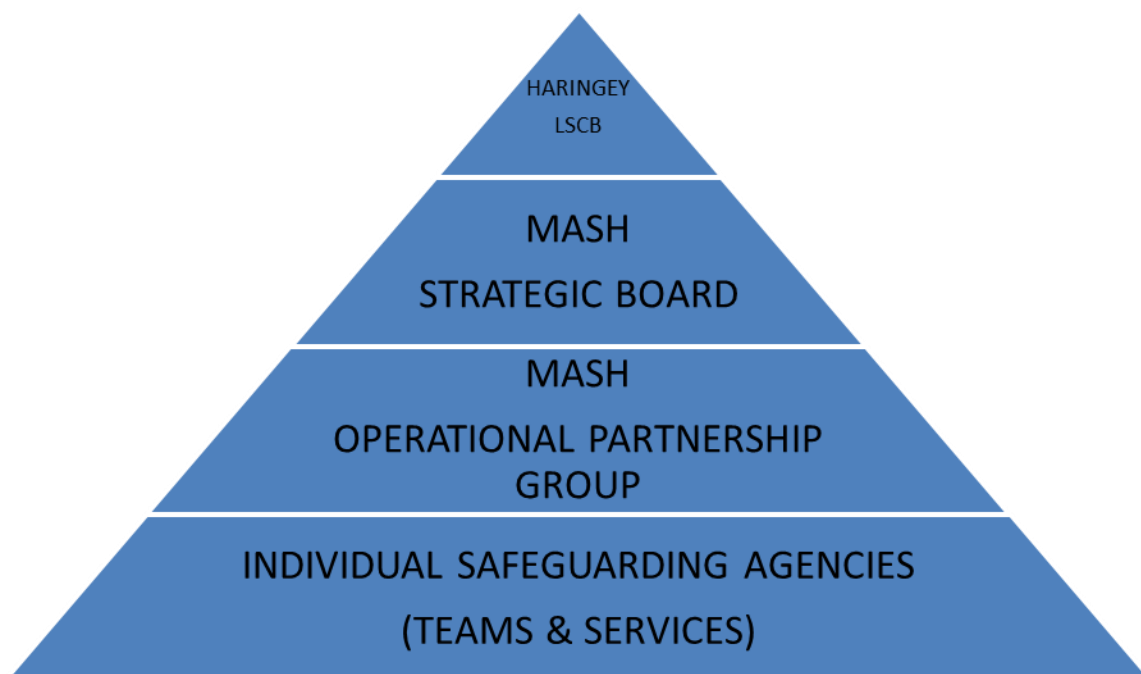 HARINGEY
LSCB
MASH
STRATEGIC BOARD
MASH
OPERATIONAL PARTNERSHIP
GROUP
INDIVIDUAL SAFEGUARDING AGENCIES
(TEAMS & SERVICES)